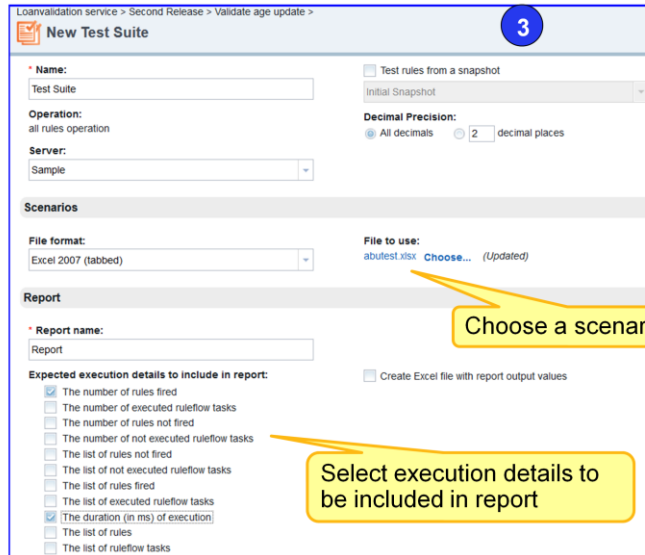 Loanvalidation service > Second Release > Validate age update >
New Test Suite
3
* Name:
Test Suite
Test rules from a snapshot
Initial Snapshot
Operation:
all rules operation
Decimal Precision:
All decimals 2 decimal places
Server:
Sample
Scenarios
File format:
Excel 2007 (tabbed)
File to use:
abutest.xlsx Choose... (Updated)
Report
Choose a scenar
* Report name:
Report
Expected execution details to include in report:
Create Excel file with report output values
The number of rules fired
The number of executed ruleflow tasks
The number of rules not fired
The number of not executed ruleflow tasks
The list of rules not fired
The list of not executed ruleflow tasks
The list of rules fired
The list of executed ruleflow tasks
The duration (in ms) of execution
The list of rules
The list of ruleflow tasks
Select execution details to
be included in report